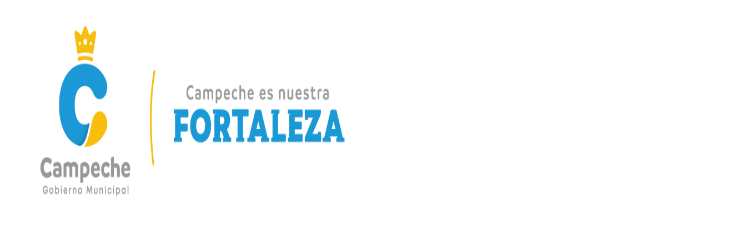 Campeche es nuestra
FORTALEZA
Campeche
Gobierno Municipal